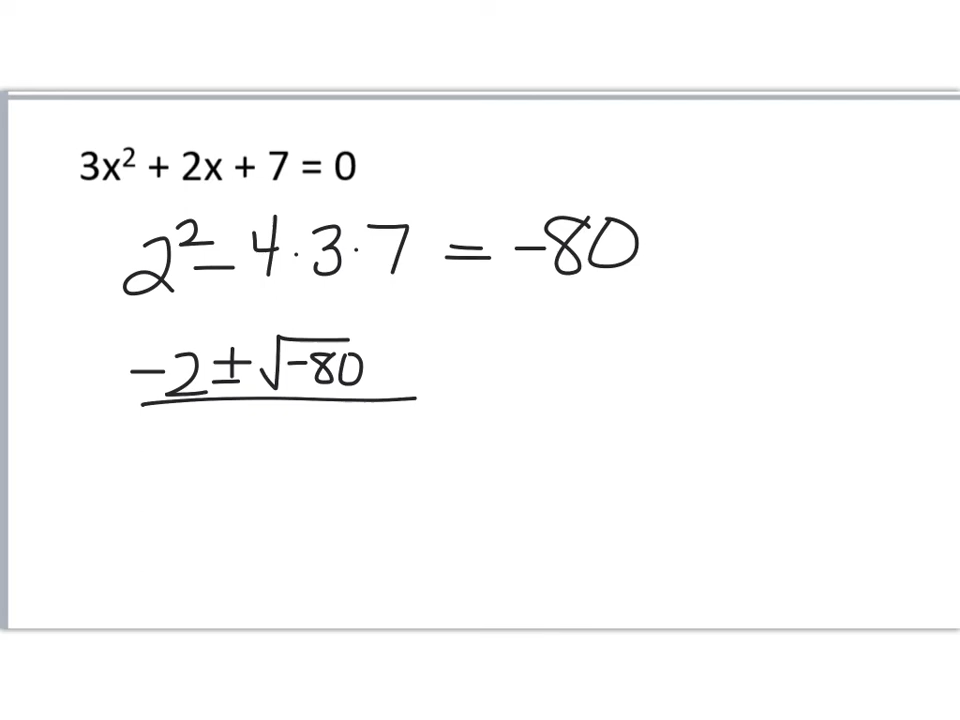 3x² + 2x + 7 = 0
2² - 4 · 3 · 7 = -80
-2 ± √-80